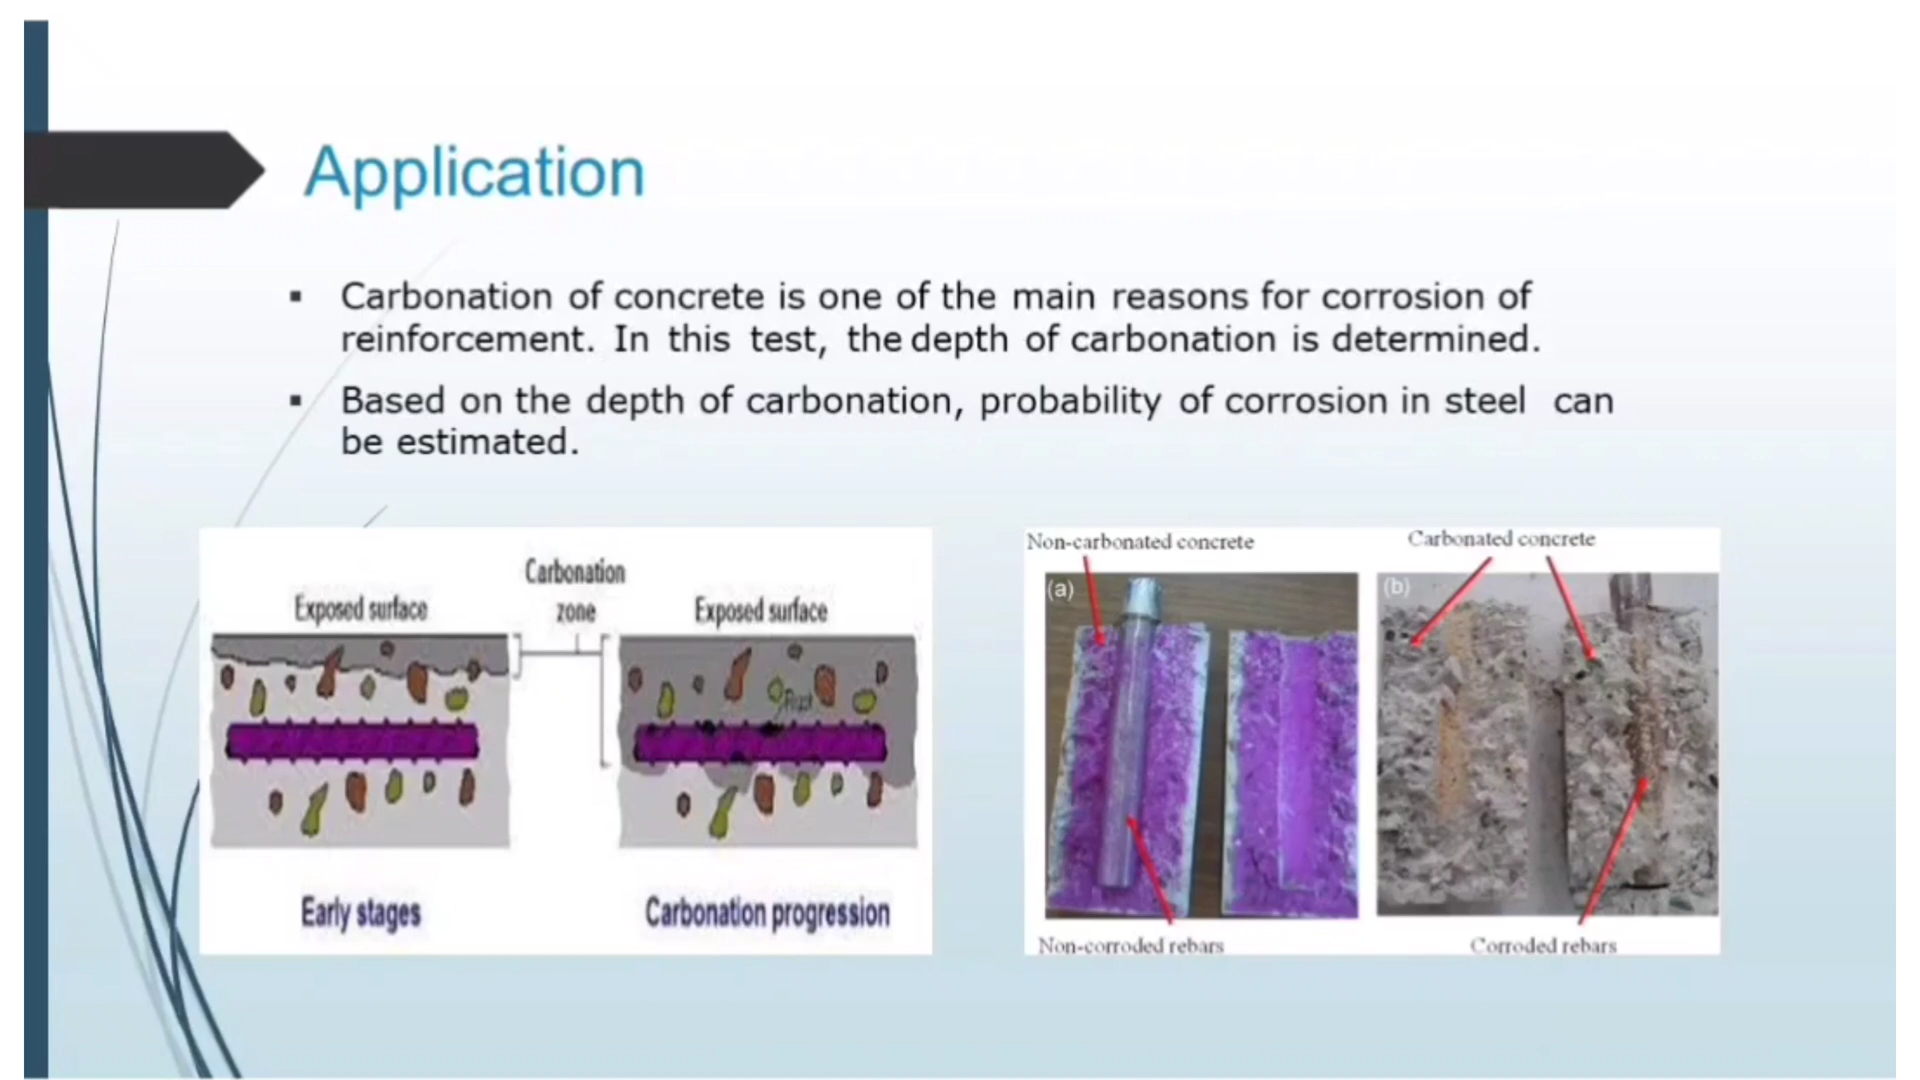 Application
▪ Carbonation of concrete is one of the main reasons for corrosion of
reinforcement. In this test, the depth of carbonation is determined.
▪ Based on the depth of carbonation, probability of corrosion in steel can
be estimated.
Carbonation
zone
Exposed surface
Exposed surface
Early stages
Carbonation progression
Non-carbonated concrete
Carbonated concrete
(a)
(b)
Non-corroded rebars
Corroded rebars